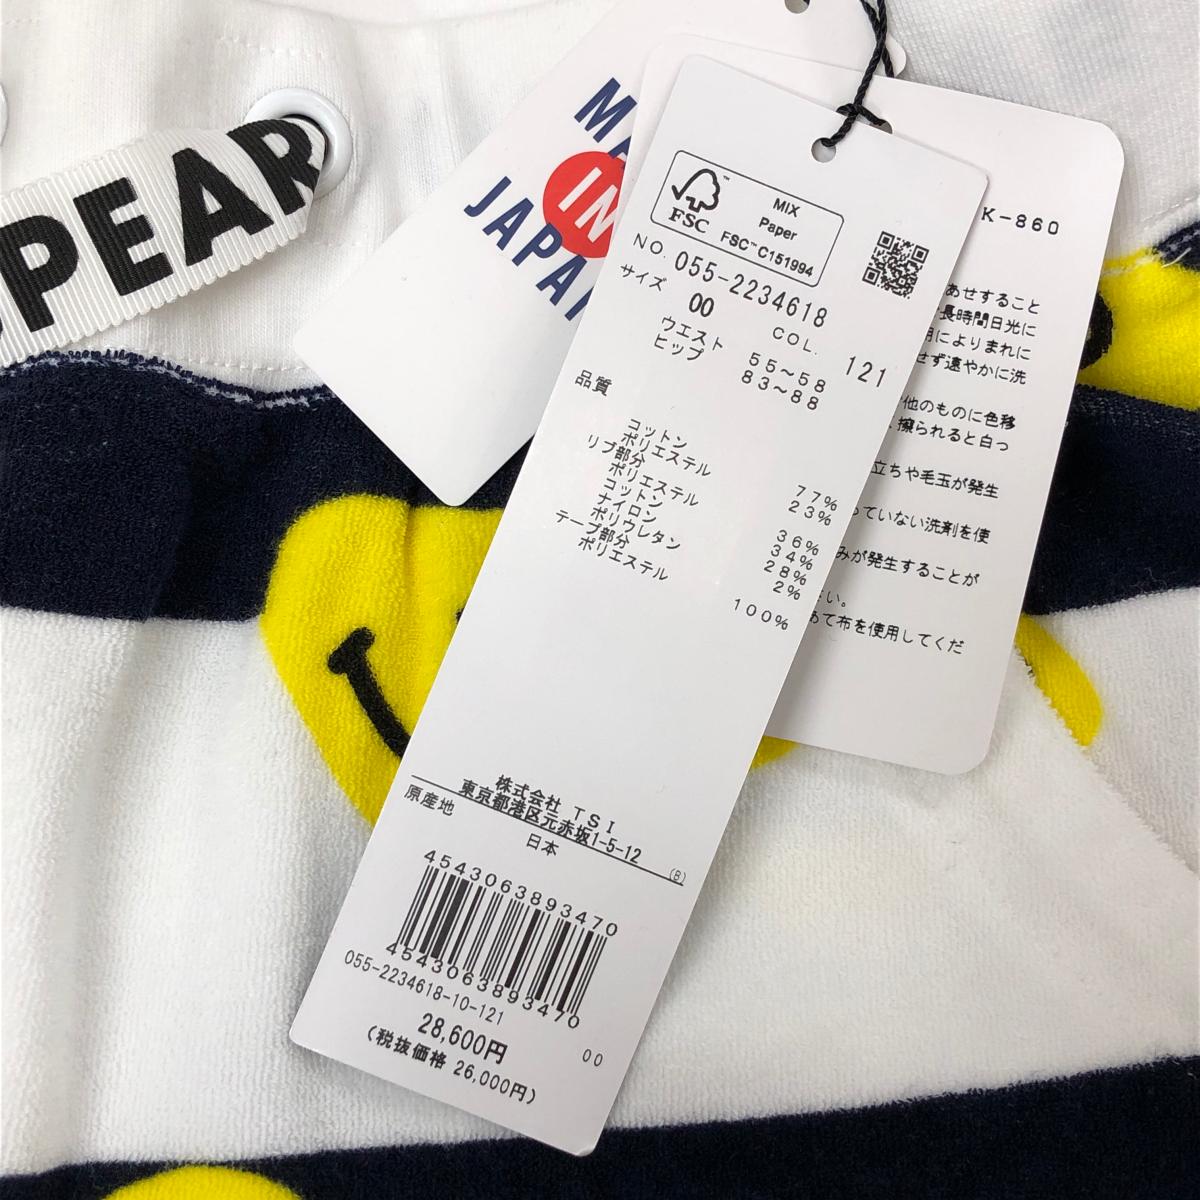 PEAR
MA
IN
JAPA
FSC
MIX
Paper
FSC™ C151994
NO. 055-2234618
サイズ 00 COL. 121
ウエスト 55～58
ヒップ 83～88
品質
コットン 77%
ポリエステル 23%
リブ部分
ポリエステル 36%
コットン 34%
ナイロン 28%
ポリウレタン 2%
テープ部分
ポリエステル 100%
株式会社 TSI
東京都港区元赤坂1-5-12
(B)
原産地 日本
4543063893470
4543063893470
055-2234618-10-121
28,600円
(税抜価格 26,000円)
00
K-860
あせすること
長時間日光に
によりまれに
せず速やかに洗
他のものに色移
擦られると白っ
立ちや毛玉が発生
っていない洗剤を使
みが発生することが
い。
あて布を使用してくだ